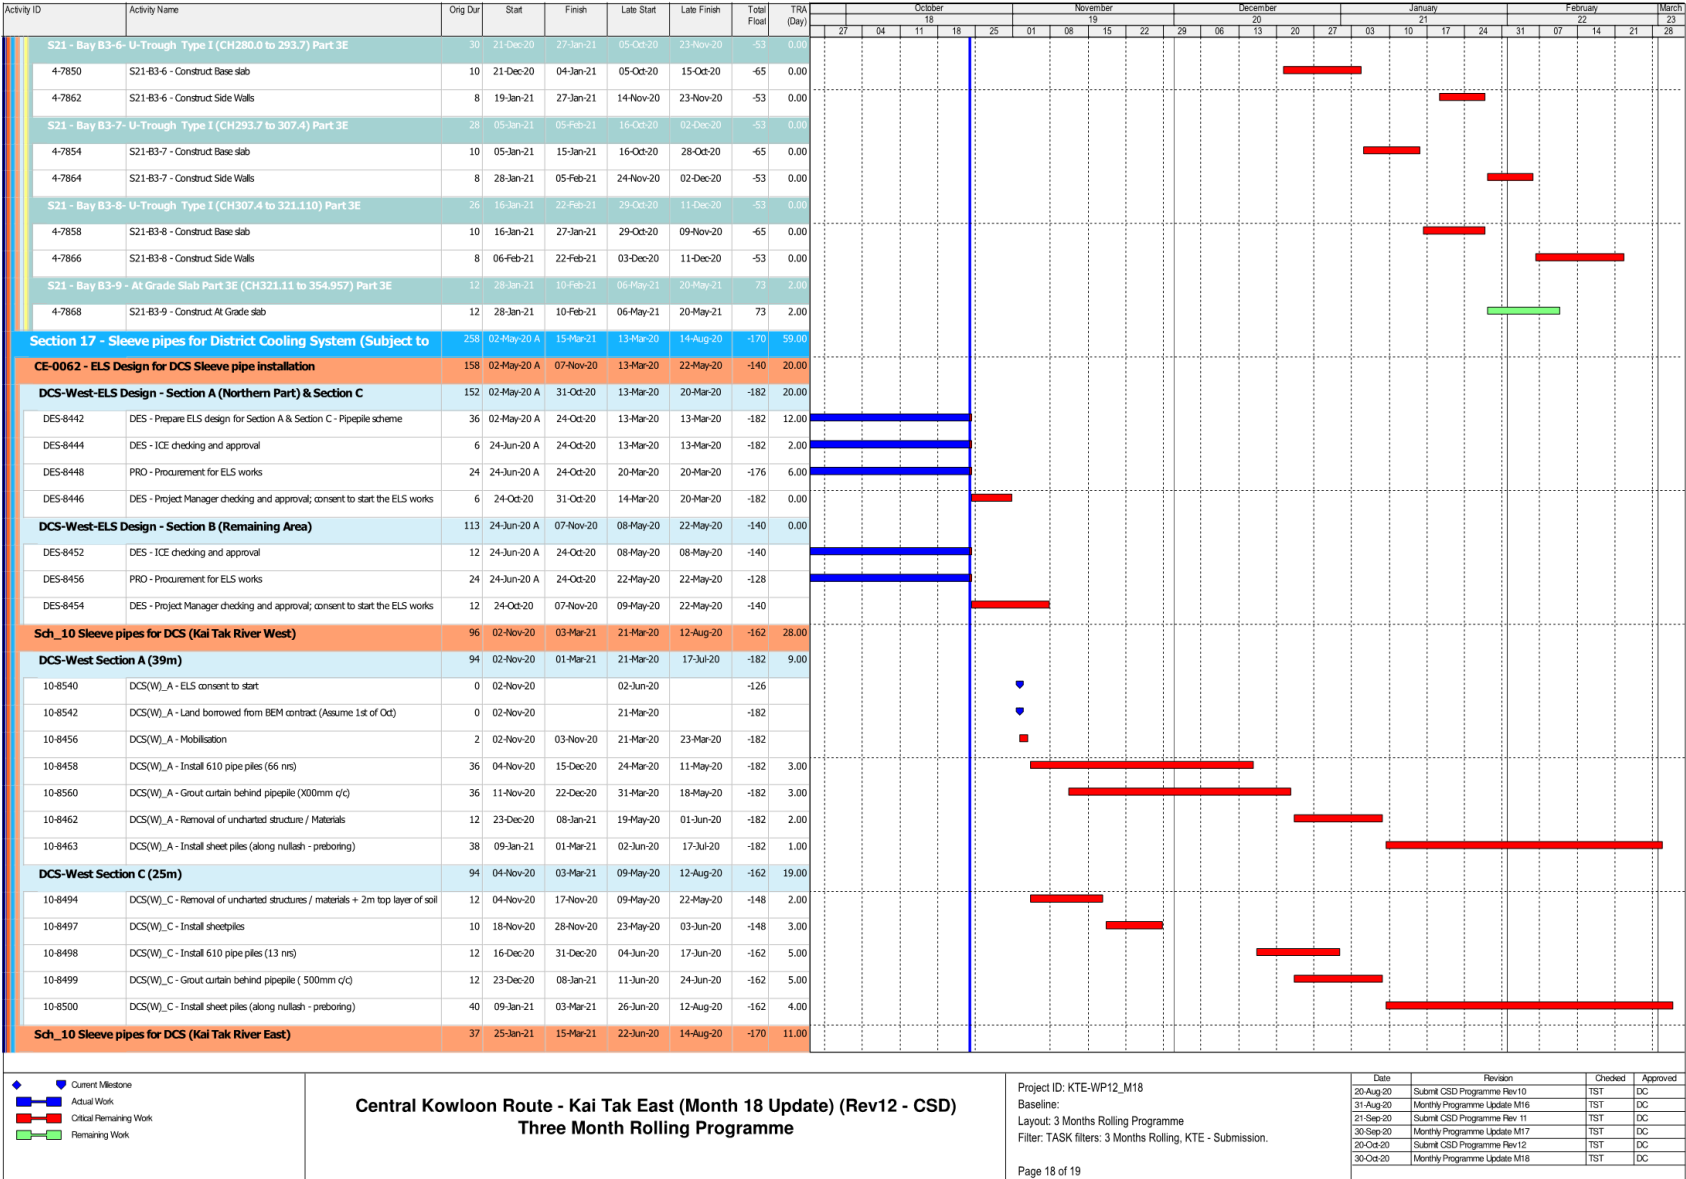 Activity ID Activity Name Orig Dur Start Finish Late Start Late Finish Total Float TRA (Day)
October November December January February March
18 19 20 21 22 23
27 04 11 18 25 01 08 15 22 29 06 13 20 27 03 10 17 24 31 07 14 21 28
S21 - Bay B3-6- U-Trough Type I (CH280.0 to 293.7) Part 3E 30 21-Dec-20 27-Jan-21 05-Oct-20 23-Nov-20 -53 0.00
4-7850 S21-B3-6 - Construct Base slab 10 21-Dec-20 04-Jan-21 05-Oct-20 15-Oct-20 -65 0.00
4-7862 S21-B3-6 - Construct Side Walls 8 19-Jan-21 27-Jan-21 14-Nov-20 23-Nov-20 -53 0.00
S21 - Bay B3-7- U-Trough Type I (CH293.7 to 307.4) Part 3E 28 05-Jan-21 05-Feb-21 16-Oct-20 02-Dec-20 -53 0.00
4-7854 S21-B3-7 - Construct Base slab 10 05-Jan-21 15-Jan-21 16-Oct-20 28-Oct-20 -65 0.00
4-7864 S21-B3-7 - Construct Side Walls 8 28-Jan-21 05-Feb-21 24-Nov-20 02-Dec-20 -53 0.00
S21 - Bay B3-8- U-Trough Type I (CH307.4 to 321.110) Part 3E 26 16-Jan-21 22-Feb-21 29-Oct-20 11-Dec-20 -53 0.00
4-7858 S21-B3-8 - Construct Base slab 10 16-Jan-21 27-Jan-21 29-Oct-20 09-Nov-20 -65 0.00
4-7866 S21-B3-8 - Construct Side Walls 8 06-Feb-21 22-Feb-21 03-Dec-20 11-Dec-20 -53 0.00
S21 - Bay B3-9 - At Grade Slab Part 3E (CH321.11 to 354.957) Part 3E 12 28-Jan-21 10-Feb-21 06-May-21 20-May-21 73 2.00
4-7868 S21-B3-9 - Construct At Grade slab 12 28-Jan-21 10-Feb-21 06-May-21 20-May-21 73 2.00
Section 17 - Sleeve pipes for District Cooling System (Subject to 258 02-May-20 A 15-Mar-21 13-Mar-20 14-Aug-20 -170 59.00
CE-0062 - ELS Design for DCS Sleeve pipe installation 158 02-May-20 A 07-Nov-20 13-Mar-20 22-May-20 -140 20.00
DCS-West-ELS Design - Section A (Northern Part) & Section C 152 02-May-20 A 31-Oct-20 13-Mar-20 20-Mar-20 -182 20.00
DES-8442 DES - Prepare ELS design for Section A & Section C - Pipepile scheme 36 02-May-20 A 24-Oct-20 13-Mar-20 13-Mar-20 -182 12.00
DES-8444 DES - ICE checking and approval 6 24-Jun-20 A 24-Oct-20 13-Mar-20 13-Mar-20 -182 2.00
DES-8448 PRO - Procurement for ELS works 24 24-Jun-20 A 24-Oct-20 20-Mar-20 20-Mar-20 -176 6.00
DES-8446 DES - Project Manager checking and approval; consent to start the ELS works 6 24-Oct-20 31-Oct-20 14-Mar-20 20-Mar-20 -182 0.00
DCS-West-ELS Design - Section B (Remaining Area) 113 24-Jun-20 A 07-Nov-20 08-May-20 22-May-20 -140 0.00
DES-8452 DES - ICE checking and approval 12 24-Jun-20 A 24-Oct-20 08-May-20 08-May-20 -140
DES-8456 PRO - Procurement for ELS works 24 24-Jun-20 A 24-Oct-20 22-May-20 22-May-20 -128
DES-8454 DES - Project Manager checking and approval; consent to start the ELS works 12 24-Oct-20 07-Nov-20 09-May-20 22-May-20 -140
Sch_10 Sleeve pipes for DCS (Kai Tak River West) 96 02-Nov-20 03-Mar-21 21-Mar-20 12-Aug-20 -162 28.00
DCS-West Section A (39m) 94 02-Nov-20 01-Mar-21 21-Mar-20 17-Jul-20 -182 9.00
10-8540 DCS(W)_A - ELS consent to start 0 02-Nov-20 02-Jun-20 -126
10-8542 DCS(W)_A - Land borrowed from BEM contract (Assume 1st of Oct) 0 02-Nov-20 21-Mar-20 -182
10-8456 DCS(W)_A - Mobilisation 2 02-Nov-20 03-Nov-20 21-Mar-20 23-Mar-20 -182
10-8458 DCS(W)_A - Install 610 pipe piles (66 nrs) 36 04-Nov-20 15-Dec-20 24-Mar-20 11-May-20 -182 3.00
10-8560 DCS(W)_A - Grout curtain behind pipepile (X00mm c/c) 36 11-Nov-20 22-Dec-20 31-Mar-20 18-May-20 -182 3.00
10-8462 DCS(W)_A - Removal of uncharted structure / Materials 12 23-Dec-20 08-Jan-21 19-May-20 01-Jun-20 -182 2.00
10-8463 DCS(W)_A - Install sheet piles (along nullash - preboring) 38 09-Jan-21 01-Mar-21 02-Jun-20 17-Jul-20 -182 1.00
DCS-West Section C (25m) 94 04-Nov-20 03-Mar-21 09-May-20 12-Aug-20 -162 19.00
10-8494 DCS(W)_C - Removal of uncharted structures / materials + 2m top layer of soil 12 04-Nov-20 17-Nov-20 09-May-20 22-May-20 -148 2.00
10-8497 DCS(W)_C - Install sheetpiles 10 18-Nov-20 28-Nov-20 23-May-20 03-Jun-20 -148 3.00
10-8498 DCS(W)_C - Install 610 pipe piles (13 nrs) 12 16-Dec-20 31-Dec-20 04-Jun-20 17-Jun-20 -162 5.00
10-8499 DCS(W)_C - Grout curtain behind pipepile ( 500mm c/c) 12 23-Dec-20 08-Jan-21 11-Jun-20 24-Jun-20 -162 5.00
10-8500 DCS(W)_C - Install sheet piles (along nullash - preboring) 40 09-Jan-21 03-Mar-21 26-Jun-20 12-Aug-20 -162 4.00
Sch_10 Sleeve pipes for DCS (Kai Tak River East) 37 25-Jan-21 15-Mar-21 22-Jun-20 14-Aug-20 -170 11.00
Current Milestone
Actual Work
Critical Remaining Work
Remaining Work
Central Kowloon Route - Kai Tak East (Month 18 Update) (Rev12 - CSD)
Three Month Rolling Programme
Project ID: KTE-WP12_M18
Baseline:
Layout: 3 Months Rolling Programme
Filter: TASK filters: 3 Months Rolling, KTE - Submission.
Page 18 of 19
Date Revision Checked Approved
20-Aug-20 Submit CSD Programme Rev10 TST DC
31-Aug-20 Monthly Programme Update M16 TST DC
21-Sep-20 Submit CSD Programme Rev 11 TST DC
30-Sep-20 Monthly Programme Update M17 TST DC
20-Oct-20 Submit CSD Programme Rev12 TST DC
30-Oct-20 Monthly Programme Update M18 TST DC